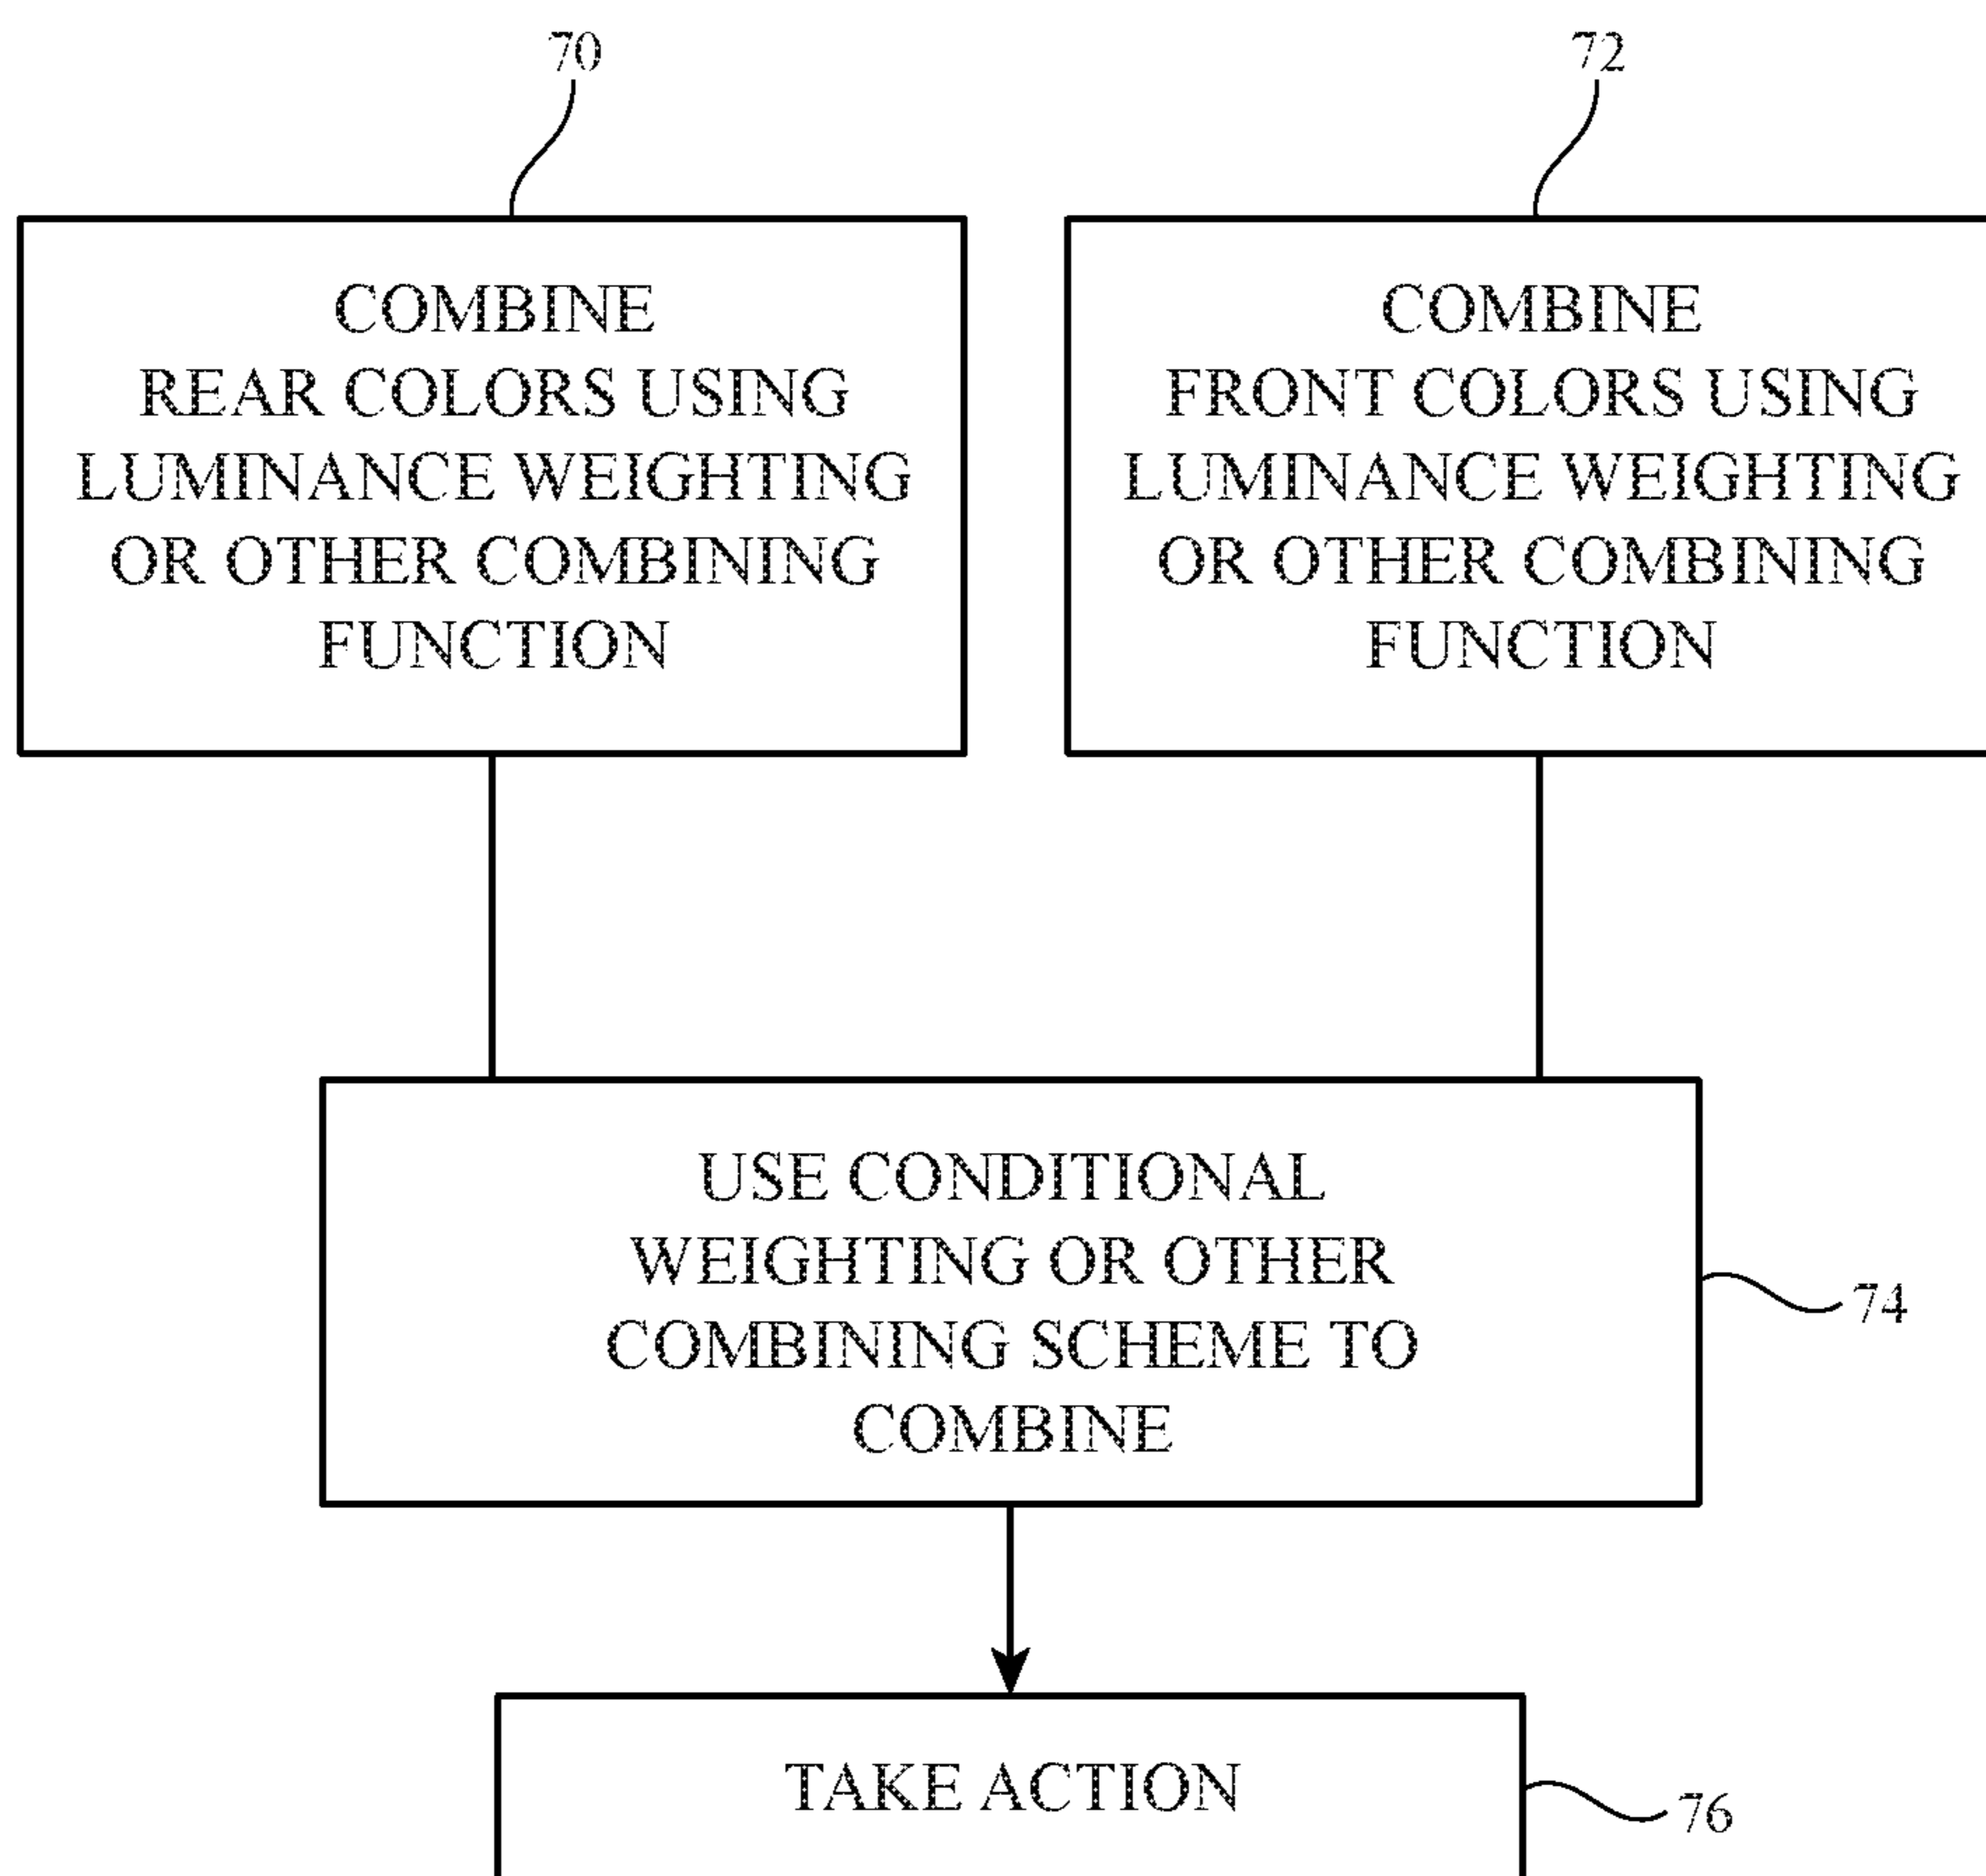 70
COMBINE
REAR COLORS USING
LUMINANCE WEIGHTING
OR OTHER COMBINING
FUNCTION
72
COMBINE
FRONT COLORS USING
LUMINANCE WEIGHTING
OR OTHER COMBINING
FUNCTION
USE CONDITIONAL
WEIGHTING OR OTHER
COMBINING SCHEME TO
COMBINE
74
TAKE ACTION
76